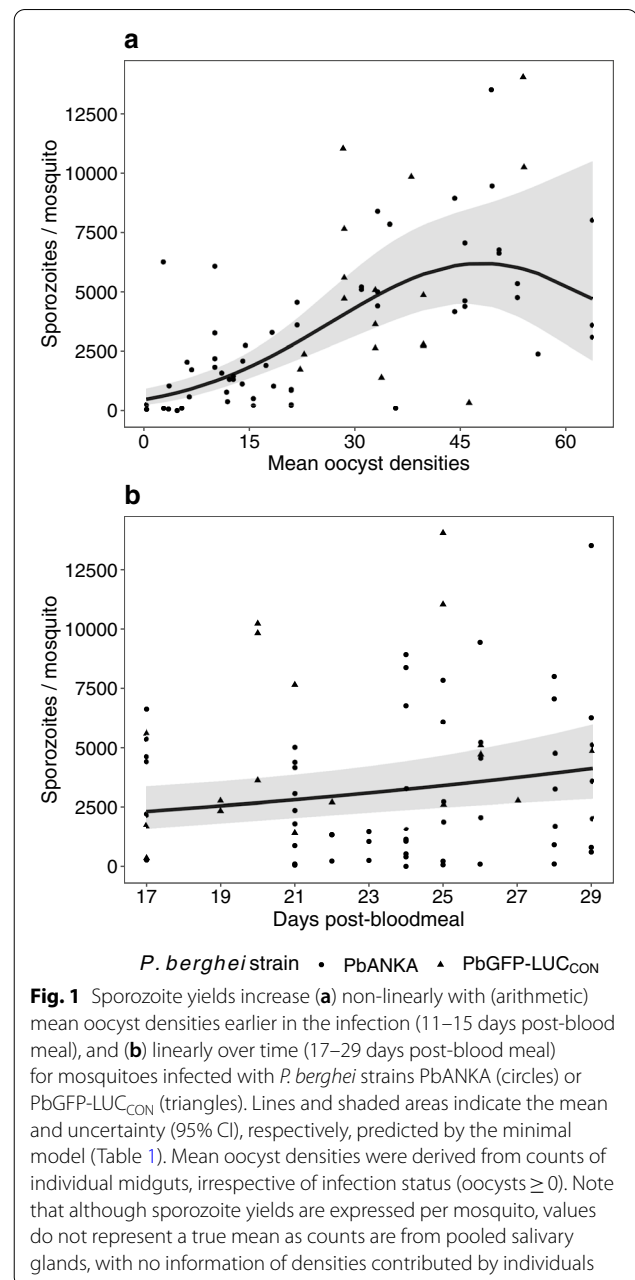 a
12500
10000
7500
5000
2500
0
Sporozoites / mosquito
0 15 30 45 60
Mean oocyst densities
b
12500
10000
7500
5000
2500
0
Sporozoites / mosquito
17 19 21 23 25 27 29
Days post-bloodmeal
P. berghei strain • PbANKA ▲ PbGFP-LUCCON
Fig. 1 Sporozoite yields increase (a) non-linearly with (arithmetic)
mean oocyst densities earlier in the infection (11–15 days post-blood
meal), and (b) linearly over time (17–29 days post-blood meal)
for mosquitoes infected with P. berghei strains PbANKA (circles) or
PbGFP-LUCCON (triangles). Lines and shaded areas indicate the mean
and uncertainty (95% CI), respectively, predicted by the minimal
model (Table 1). Mean oocyst densities were derived from counts of
individual midguts, irrespective of infection status (oocysts ≥ 0). Note
that although sporozoite yields are expressed per mosquito, values
do not represent a true mean as counts are from pooled salivary
glands, with no information of densities contributed by individuals